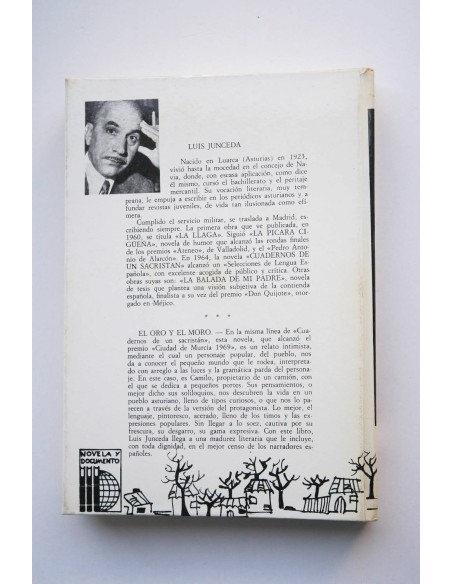 LUIS JUNCEDA
Nacido en Luarca (Asturias) en 1923,
vivió hasta la mocedad en el concejo de Na-
via, donde, con escasa aplicación, como dice
él mismo, cursó el bachillerato y el peritaje
mercantil. Su vocación literaria, muy tem-
prana, le empuja a escribir en los periódicos asturianos y a
fundar revistas juveniles, de vida tan ilusionada como efí-
mera.
Cumplido el servicio militar, se traslada a Madrid, es-
cribiendo siempre. La primera obra que ve publicada, en
1960, se titula «LA LLAGA». Siguió «LA PICARA CI-
GÜEÑA», novela de humor que alcanzó las rondas finales
de los premios «Ateneo», de Valladolid, y el «Pedro Anto-
nio de Alarcón». En 1964, la novela «CUADERNOS DE
UN SACRISTAN» alcanzó un «Selecciones de Lengua Es-
pañola», con excelente acogida de público y crítica. Otras
obras suyas son: «LA BALADA DE MI PADRE», novela
de tesis que plantea una visión subjetiva de la contienda
española, finalista a su vez del premio «Don Quijote», otor-
gado en Méjico.
* * *
EL ORO Y EL MORO. — En la misma línea de «Cua-
dernos de un sacristán», esta novela, que alcanzó el
premio «Ciudad de Murcia 1969», es un relato intimista,
mediante el cual un personaje popular, del pueblo, nos
da a conocer el pequeño mundo que le rodea, interpre-
tado con arreglo a las luces y la gramática parda del perso-
naje. En este caso, es Camilo, propietario de un camión, con
el que se dedica a pequeños portes. Sus pensamientos, o
mejor dicho sus soliloquios, nos descubren la vida en un
pueblo asturiano, lleno de tipos curiosos, o que nos lo pa-
recen a través de la versión del protagonista. Lo mejor, el
lenguaje, pintoresco, acerado, lleno de los timos y las ex-
presiones populares. Sin llegar a lo soez, cautiva por su
frescura, su desgarro, su gama expresiva. Con este libro,
Luis Junceda llega a una madurez literaria que le incluye,
con toda dignidad, en el mejor censo de los narradores es-
pañoles.
NOVELA Y
DOCUMENTO